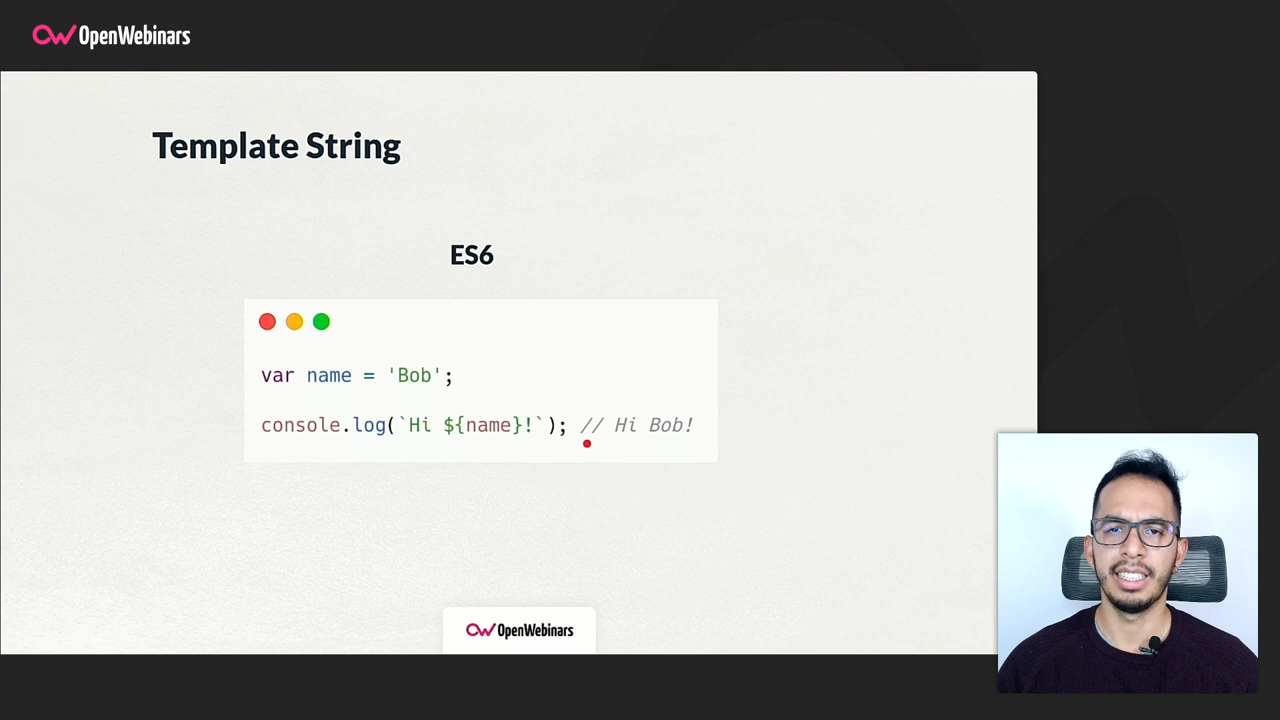 OpenWebinars
Template String
ES6
var name = 'Bob';
console.log(`Hi ${name}!`); // Hi Bob!
OpenWebinars